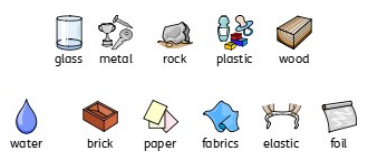 glass metal rock plastic wood
water brick paper fabrics elastic foil